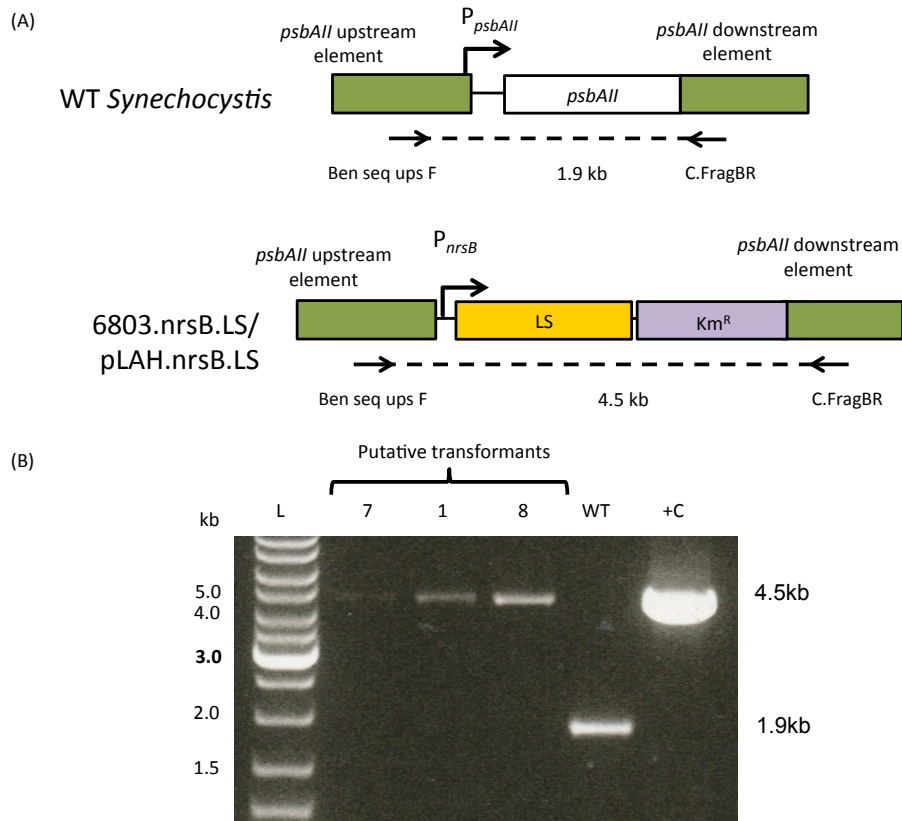 (A)
psbAII upstream
element
PpsbAII
psbAII downstream
element
WT Synechocystis
psbAII
Ben seq ups F
1.9 kb
C.FragBR
psbAII upstream
element
PnrsB
psbAII downstream
element
6803.nrsB.LS/
pLAH.nrsB.LS
LS
KmR
Ben seq ups F
4.5 kb
C.FragBR
(B)
Putative transformants
kb
L
7
1
8
WT
+C
5.0
4.0
3.0
2.0
1.5
4.5kb
1.9kb